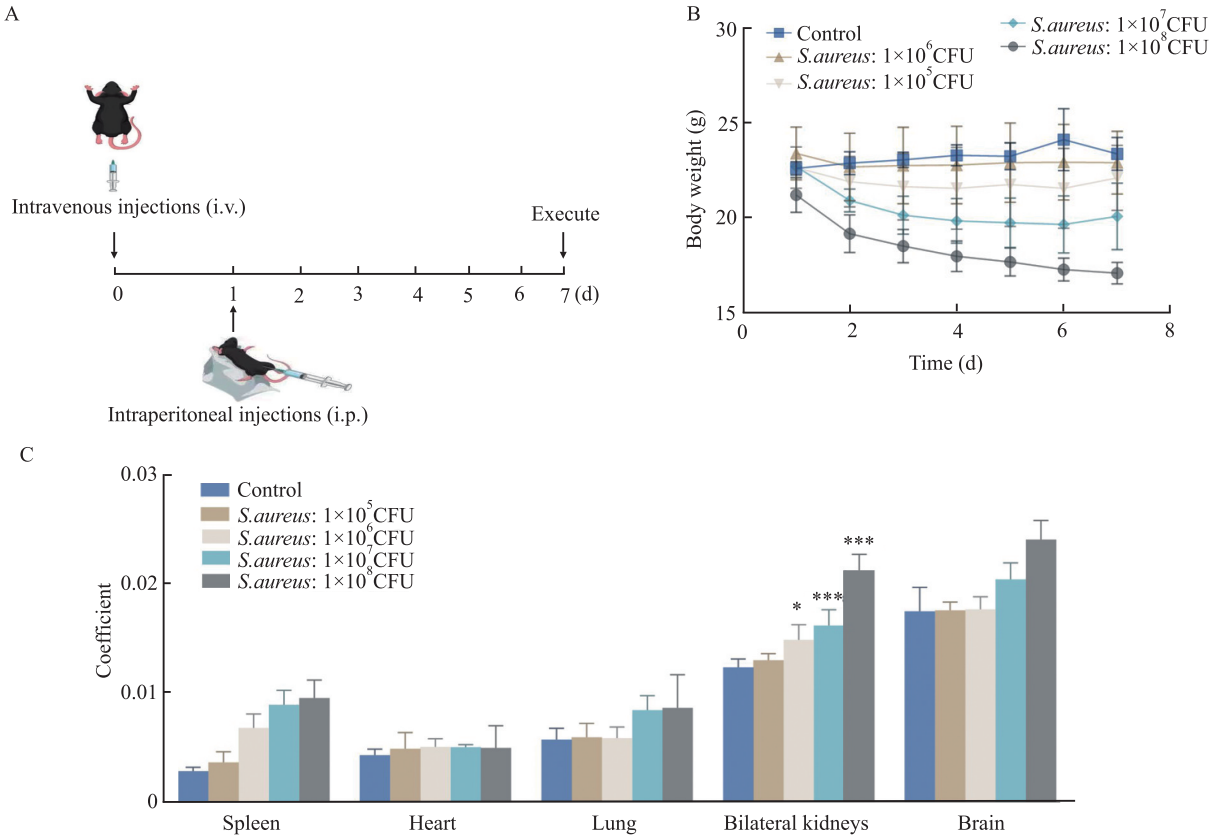 A
Intravenous injections (i.v.)
Execute
0 1 2 3 4 5 6 7 (d)
Intraperitoneal injections (i.p.)
B
Control
S.aureus: 1×10⁶CFU
S.aureus: 1×10⁵CFU
S.aureus: 1×10⁷CFU
S.aureus: 1×10⁸CFU
Body weight (g)
30
25
20
15
0 2 4 6 8
Time (d)
C
Control
S.aureus: 1×10⁵CFU
S.aureus: 1×10⁶CFU
S.aureus: 1×10⁷CFU
S.aureus: 1×10⁸CFU
Coefficient
0.03
0.02
0.01
0
* *** ***
Spleen Heart Lung Bilateral kidneys Brain